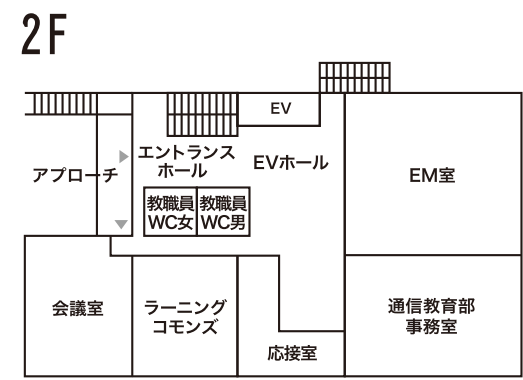 2F
EV
エントランス
ホール
EVホール
アプローチ
EM室
教職員
WC女
教職員
WC男
会議室
ラーニング
コモンズ
応接室
通信教育部
事務室